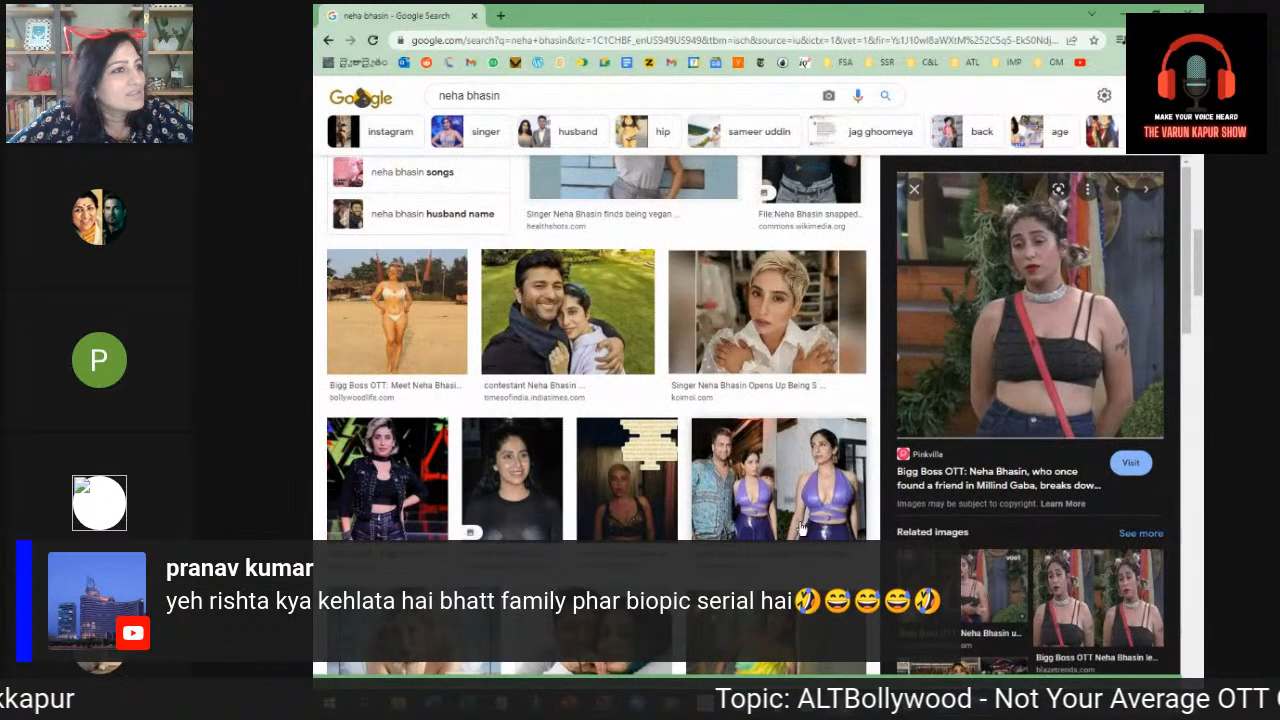 neha bhasin - Google Search
google.com/search?q=neha+bhasin&rlz=1C1CHBF_enUS949US949&tbm=isch&source=iu&ictx=1&vet=1&fir=
FSA SSR C&L ATL IMP OM
Google
neha bhasin
instagram singer husband hip sameer uddin jag ghoomeya back age
MAKE YOUR VOICE HEARD
THE VARUN KAPUR SHOW
neha bhasin songs
neha bhasin husband name
Singer Neha Bhasin finds being vegan ...
healthshots.com
File:Neha Bhasin snapped..
commons.wikimedia.org
Bigg Boss OTT: Meet Neha Bhasi...
bollywoodlife.com
contestant Neha Bhasin ...
timesofindia.indiatimes.com
Singer Neha Bhasin Opens Up Being S ...
koimoi.com
Pinkvilla
Bigg Boss OTT: Neha Bhasin, who once
found a friend in Millind Gaba, breaks dow...
Visit
Images may be subject to copyright. Learn More
Related images
See more
voot
Neha Bhasin u...
om
Bigg Boss OTT Neha Bhasin le...
blazetrends.com
P
pranav kumar
yeh rishta kya kehlata hai bhatt family phar biopic serial hai🤣😅😅😅🤣
kkapur
Topic: ALTBollywood - Not Your Average OTT